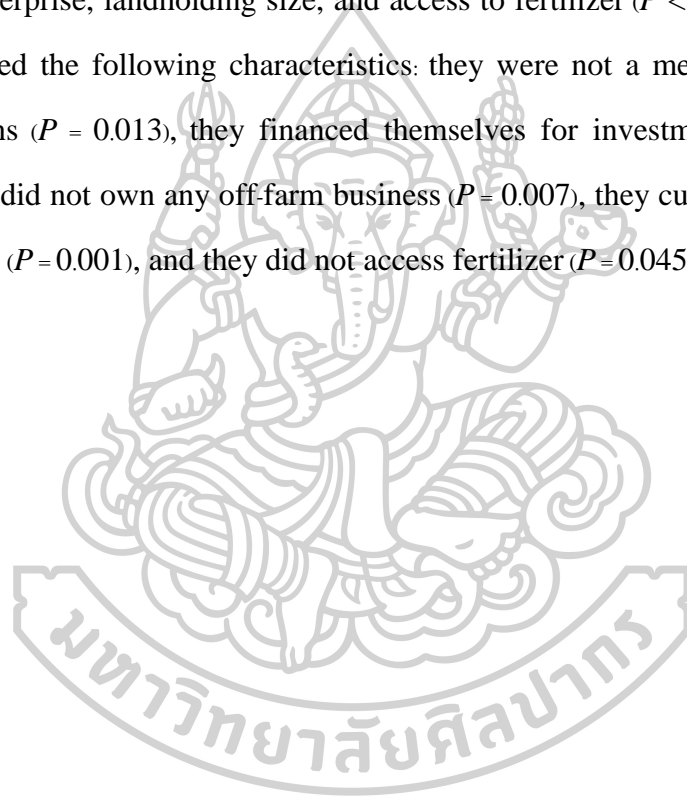 erprise, landholding size, and access to fertilizer (P <
ed the following characteristics: they were not a me
ns (P = 0.013), they financed themselves for investm
did not own any off-farm business (P = 0.007), they cu
(P = 0.001), and they did not access fertilizer (P = 0.045
มหาวิทยาลัยศิลปากร